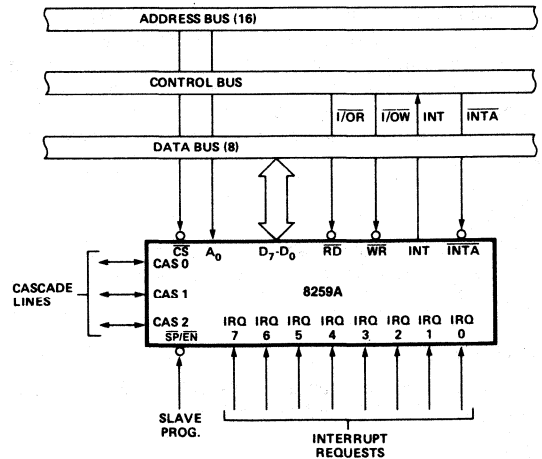 ADDRESS BUS (16)
CONTROL BUS
I/OR I/OW INT INTA
DATA BUS (8)
CS A0 D7-D0 RD WR INT INTA
CASCADE
LINES
CAS 0
CAS 1
CAS 2
8259A
SP/EN
IRQ IRQ IRQ IRQ IRQ IRQ IRQ IRQ
7 6 5 4 3 2 1 0
SLAVE
PROG.
INTERRUPT
REQUESTS